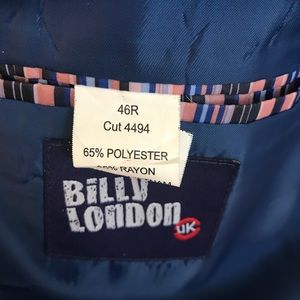 46R
Cut 4494
65% POLYESTER
RAYON
BiLLY
LONDON
UK